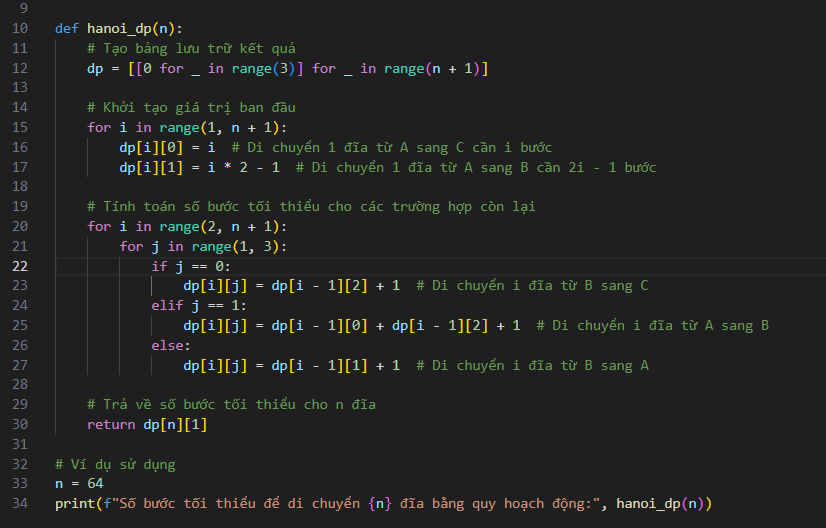 9
10 def hanoi_dp(n):
11 # Tạo bảng lưu trữ kết quả
12 dp = [[0 for _ in range(3)] for _ in range(n + 1)]
13
14 # Khởi tạo giá trị ban đầu
15 for i in range(1, n + 1):
16 dp[i][0] = i # Di chuyển 1 đĩa từ A sang C cần i bước
17 dp[i][1] = i * 2 - 1 # Di chuyển 1 đĩa từ A sang B cần 2i - 1 bước
18
19 # Tính toán số bước tối thiểu cho các trường hợp còn lại
20 for i in range(2, n + 1):
21 for j in range(1, 3):
22 if j == 0:
23 dp[i][j] = dp[i - 1][2] + 1 # Di chuyển i đĩa từ B sang C
24 elif j == 1:
25 dp[i][j] = dp[i - 1][0] + dp[i - 1][2] + 1 # Di chuyển i đĩa từ A sang B
26 else:
27 dp[i][j] = dp[i - 1][1] + 1 # Di chuyển i đĩa từ B sang A
28
29 # Trả về số bước tối thiểu cho n đĩa
30 return dp[n][1]
31
32 # Ví dụ sử dụng
33 n = 64
34 print(f"Số bước tối thiểu để di chuyển {n} đĩa bằng quy hoạch động:", hanoi_dp(n))